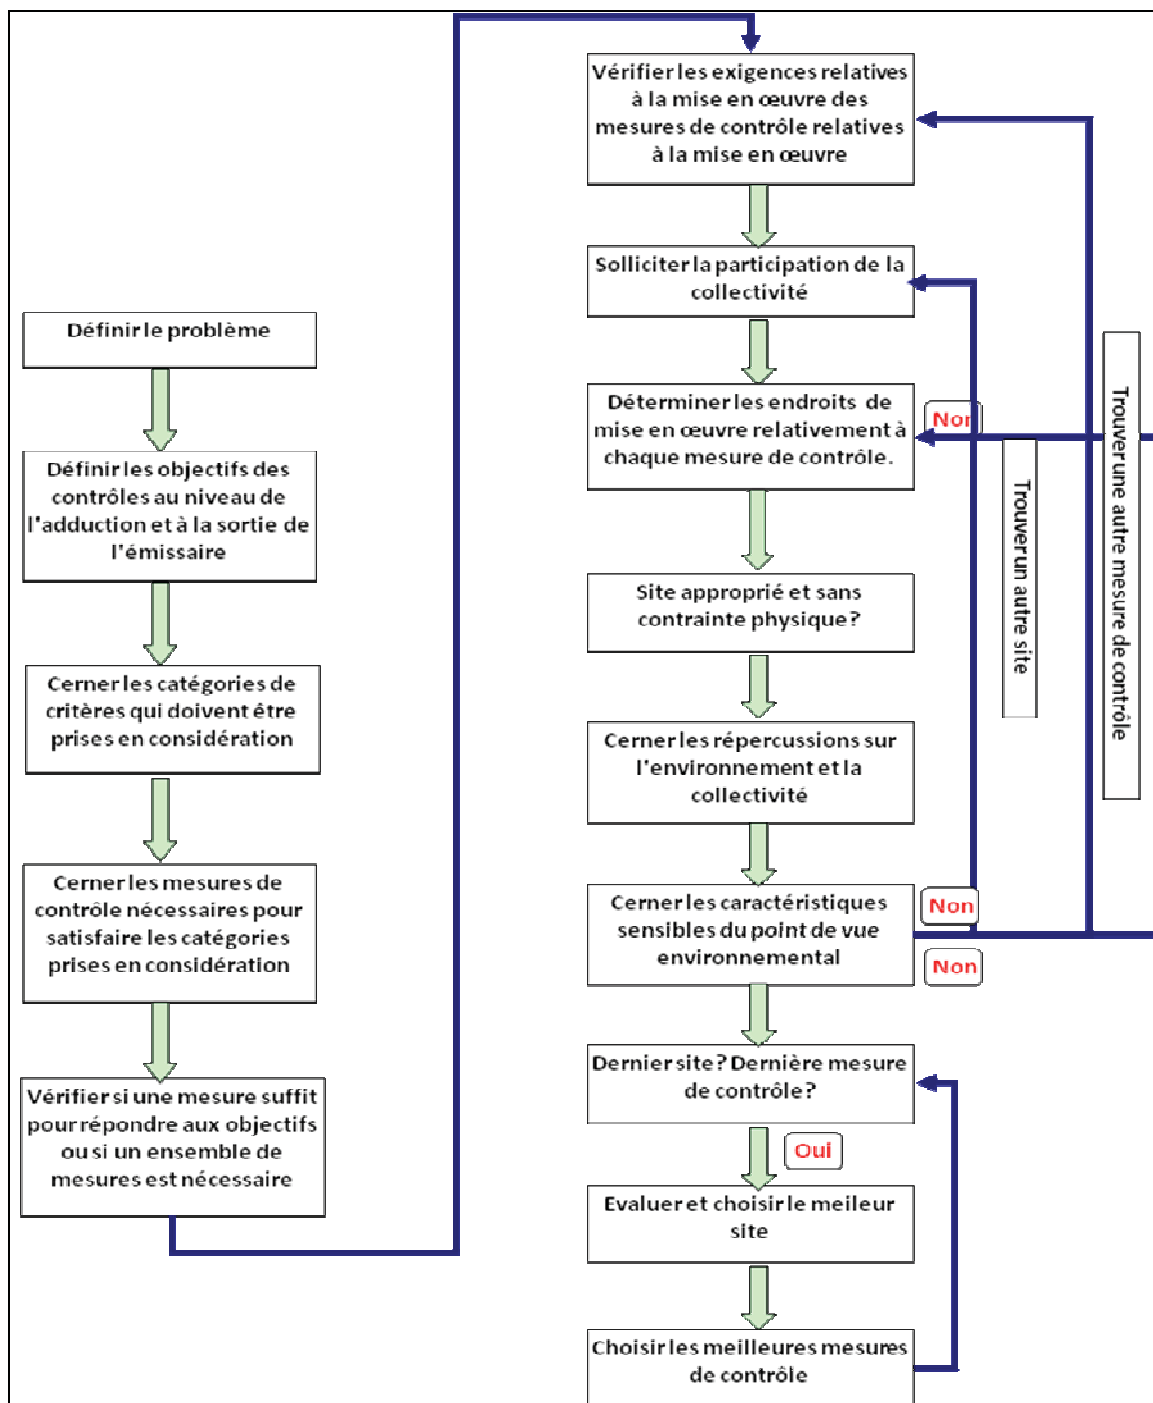 Définir le problème
Définir les objectifs des
contrôles au niveau de
l'adduction et à la sortie de
l'émissaire
Cerner les catégories de
critères qui doivent être
prises en considération
Cerner les mesures de
contrôle nécessaires pour
satisfaire les catégories
prises en considération
Vérifier si une mesure suffit
pour répondre aux objectifs
ou si un ensemble de
mesures est nécessaire
Vérifier les exigences relatives
à la mise en œuvre des
mesures de contrôle relatives
à la mise en œuvre
Solliciter la participation de la
collectivité
Déterminer les endroits de
mise en œuvre relativement à
chaque mesure de contrôle.
Non
Site approprié et sans
contrainte physique?
Cerner les répercussions sur
l'environnement et la
collectivité
Cerner les caractéristiques
sensibles du point de vue
environnemental
Non
Non
Trouver un autre site
Trouver une autre mesure de contrôle
Dernier site? Dernière mesure
de contrôle?
Oui
Evaluer et choisir le meileur
site
Choisir les meilleures mesures
de contrôle